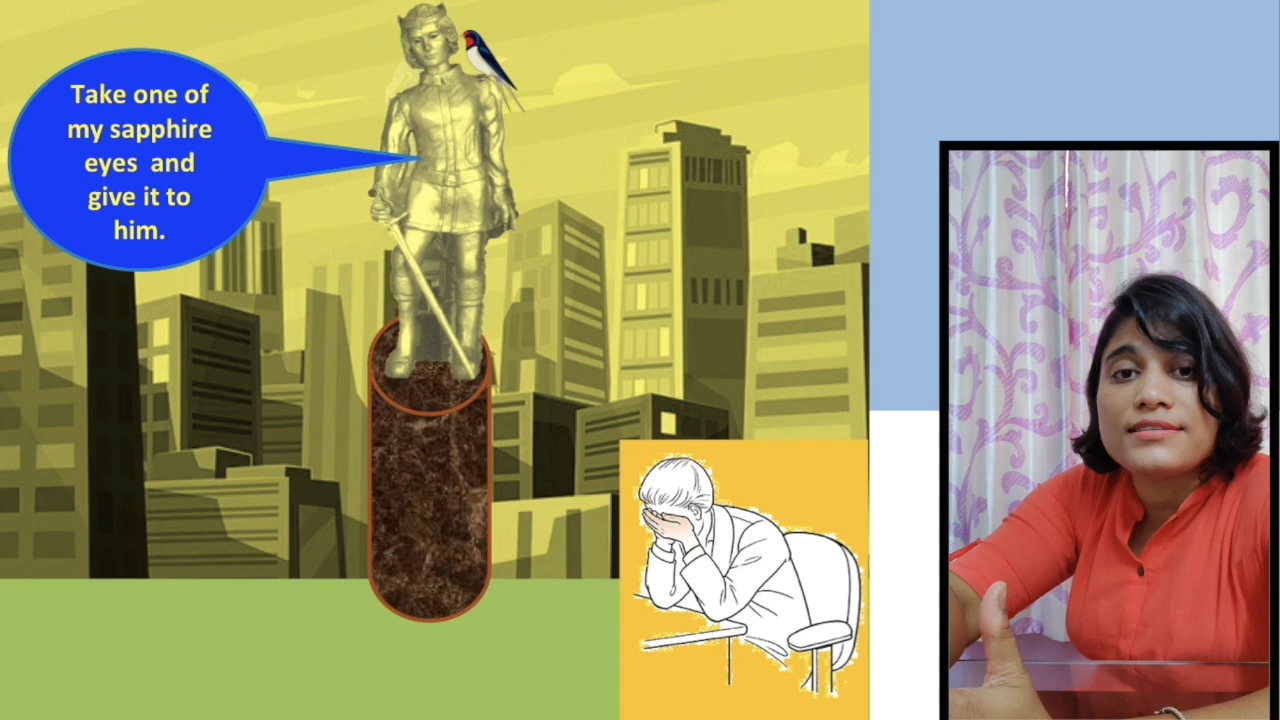 Take one of
my sapphire
eyes and
give it to
him.